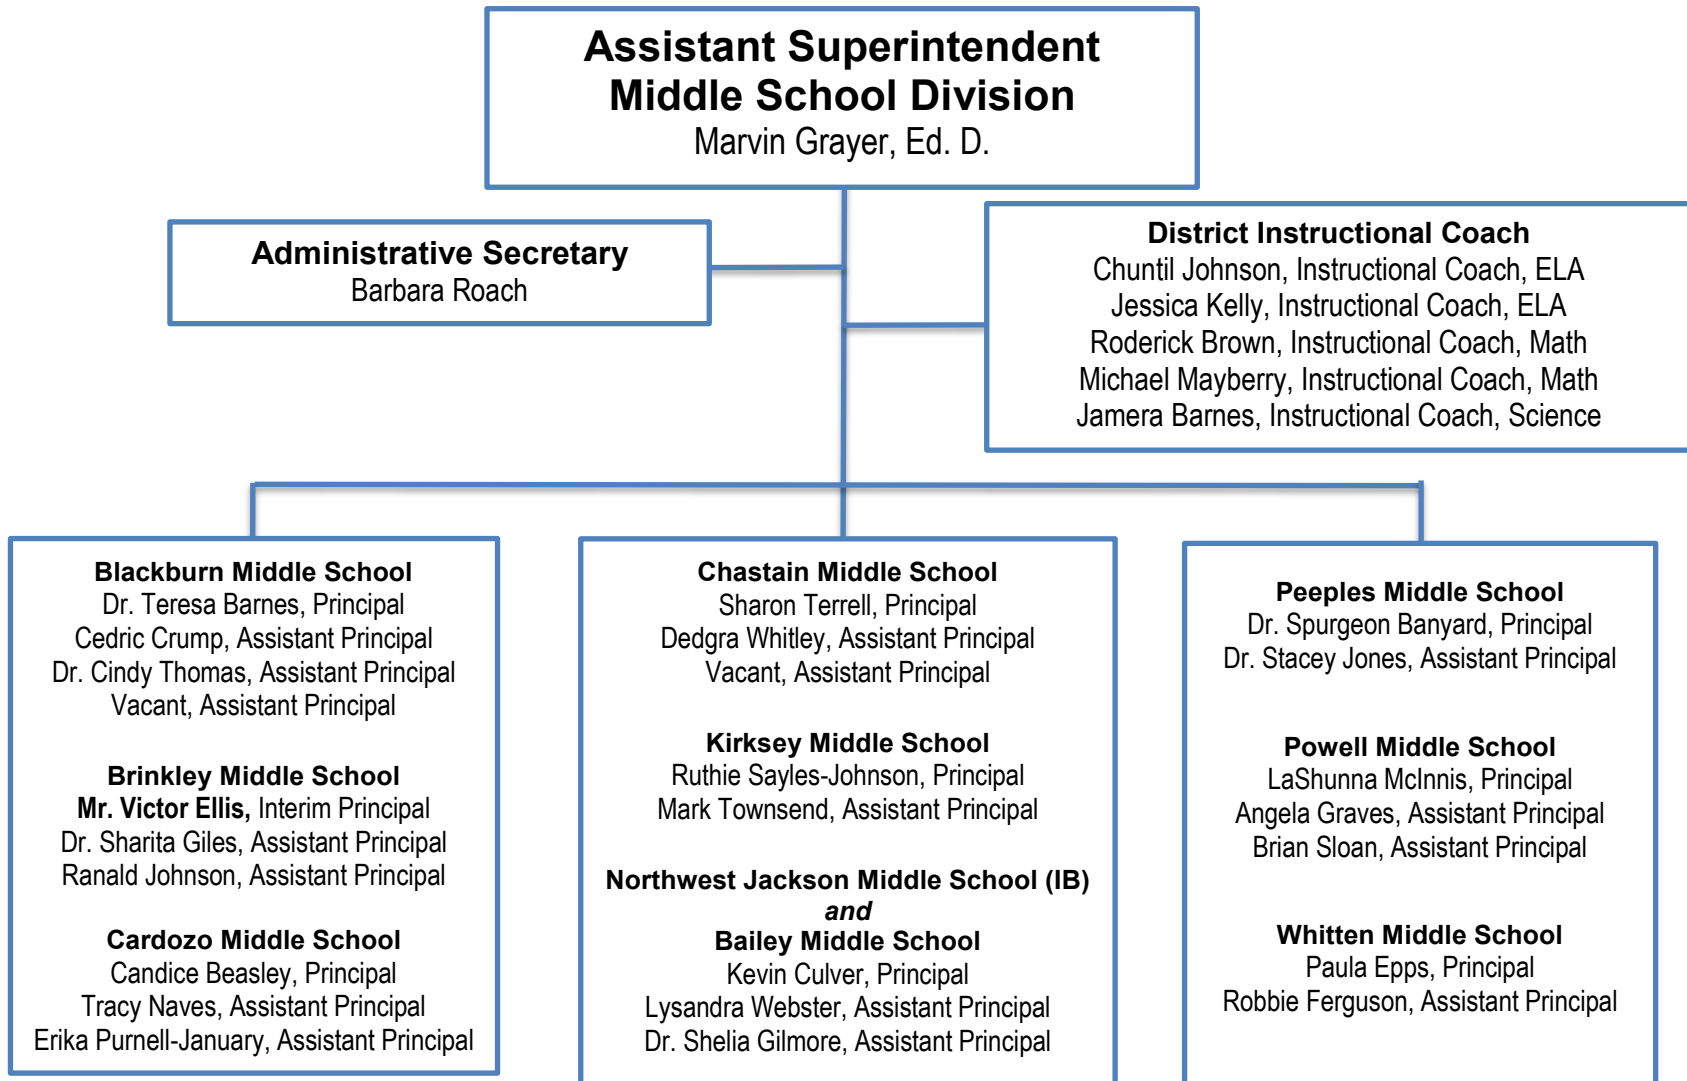 Assistant Superintendent
Middle School Division
Marvin Grayer, Ed. D.
Administrative Secretary
Barbara Roach
District Instructional Coach
Chuntil Johnson, Instructional Coach, ELA
Jessica Kelly, Instructional Coach, ELA
Roderick Brown, Instructional Coach, Math
Michael Mayberry, Instructional Coach, Math
Jamera Barnes, Instructional Coach, Science
Blackburn Middle School
Dr. Teresa Barnes, Principal
Cedric Crump, Assistant Principal
Dr. Cindy Thomas, Assistant Principal
Vacant, Assistant Principal
Brinkley Middle School
Mr. Victor Ellis, Interim Principal
Dr. Sharita Giles, Assistant Principal
Ranald Johnson, Assistant Principal
Cardozo Middle School
Candice Beasley, Principal
Tracy Naves, Assistant Principal
Erika Purnell-January, Assistant Principal
Chastain Middle School
Sharon Terrell, Principal
Dedgra Whitley, Assistant Principal
Vacant, Assistant Principal
Kirksey Middle School
Ruthie Sayles-Johnson, Principal
Mark Townsend, Assistant Principal
Northwest Jackson Middle School (IB)
and
Bailey Middle School
Kevin Culver, Principal
Lysandra Webster, Assistant Principal
Dr. Shelia Gilmore, Assistant Principal
Peeples Middle School
Dr. Spurgeon Banyard, Principal
Dr. Stacey Jones, Assistant Principal
Powell Middle School
LaShunna McInnis, Principal
Angela Graves, Assistant Principal
Brian Sloan, Assistant Principal
Whitten Middle School
Paula Epps, Principal
Robbie Ferguson, Assistant Principal